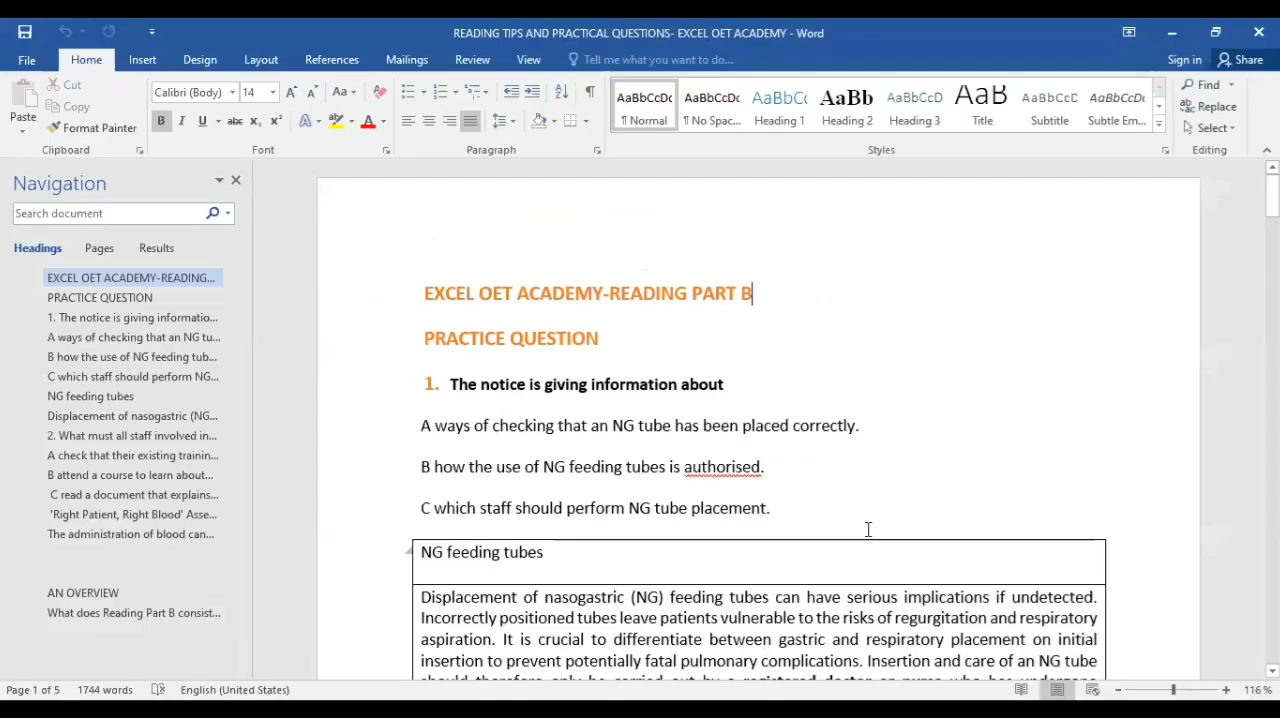 READING TIPS AND PRACTICAL QUESTIONS- EXCEL OET ACADEMY - Word
File Home Insert Design Layout References Mailings Review View Tell me what you want to do... Sign in Share
Paste Cut Copy Format Painter
Calibri (Body) 14
B I U abc X₂ X²
AaBbCcDc AaBbCcDc AaBbCc AaBb AaBbCcD AaB AaBbCcD AaBbCcDc
¶ Normal ¶ No Spac... Heading 1 Heading 2 Heading 3 Title Subtitle Subtle Em...
Find Replace Select
Clipboard Font Paragraph Styles Editing
Navigation
Search document
Headings Pages Results
EXCEL OET ACADEMY-READING...
PRACTICE QUESTION
1. The notice is giving informatio...
A ways of checking that an NG tu...
B how the use of NG feeding tub...
C which staff should perform NG...
NG feeding tubes
Displacement of nasogastric (NG...
2. What must all staff involved in...
A check that their existing trainin...
B attend a course to learn about...
C read a document that explains...
'Right Patient, Right Blood' Asse...
The administration of blood can...
AN OVERVIEW
What does Reading Part B consist...
EXCEL OET ACADEMY-READING PART B
PRACTICE QUESTION
1. The notice is giving information about
A ways of checking that an NG tube has been placed correctly.
B how the use of NG feeding tubes is authorised.
C which staff should perform NG tube placement.
NG feeding tubes
Displacement of nasogastric (NG) feeding tubes can have serious implications if undetected.
Incorrectly positioned tubes leave patients vulnerable to the risks of regurgitation and respiratory
aspiration. It is crucial to differentiate between gastric and respiratory placement on initial
insertion to prevent potentially fatal pulmonary complications. Insertion and care of an NG tube
Page 1 of 5 1744 words English (United States) 116 %